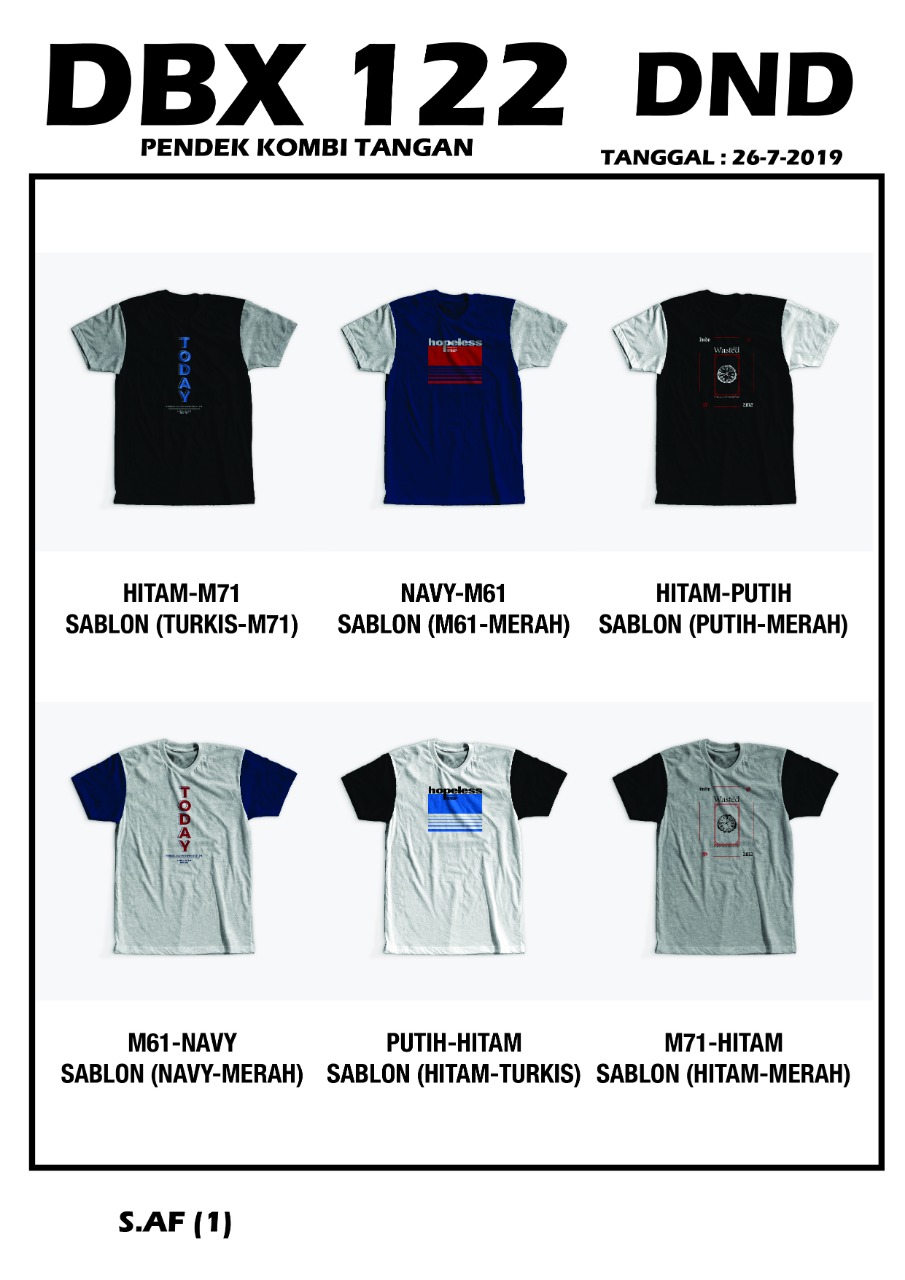 DBX 122 DND
PENDEK KOMBI TANGAN
TANGGAL : 26-7-2019
TODAY
hopeless
Wasted
2012
HITAM-M71
NAVY-M61
HITAM-PUTIH
SABLON (TURKIS-M71)
SABLON (M61-MERAH)
SABLON (PUTIH-MERAH)
TODAY
hopeless
Wasted
2012
M61-NAVY
PUTIH-HITAM
M71-HITAM
SABLON (NAVY-MERAH)
SABLON (HITAM-TURKIS)
SABLON (HITAM-MERAH)
S.AF (1)